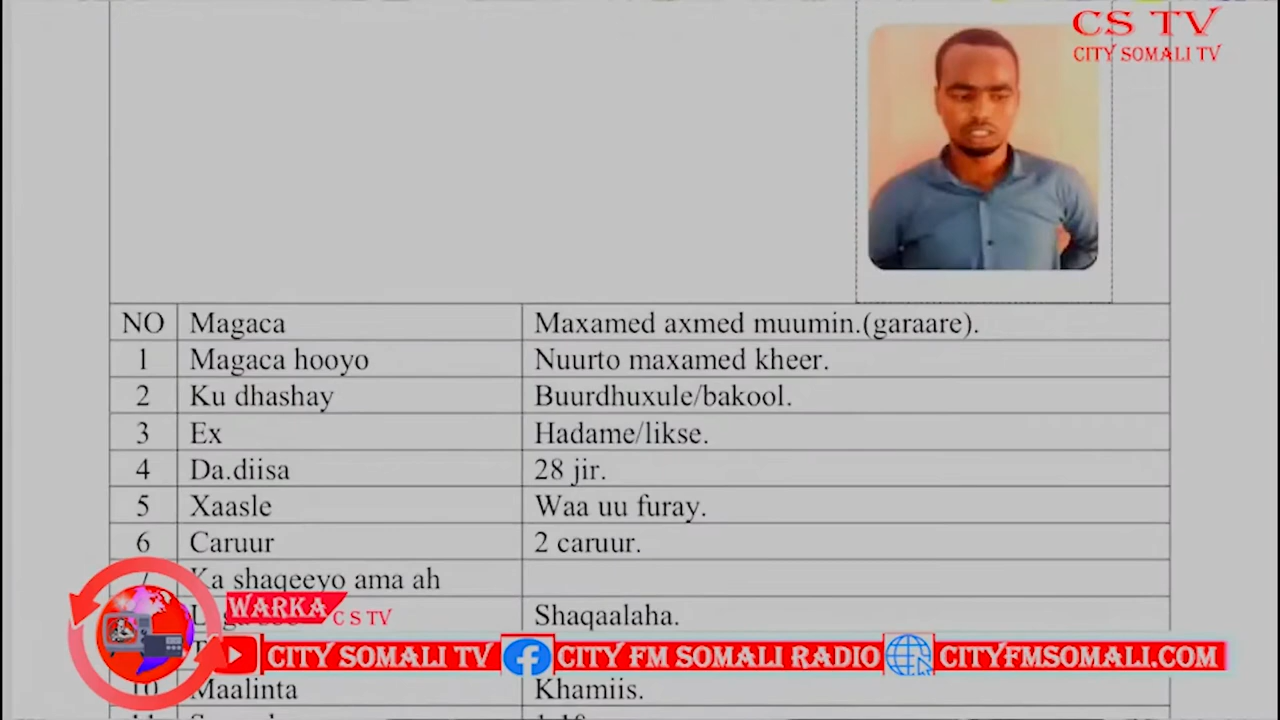 CS TV
CITY SOMALI TV
NO Magaca Maxamed axmed muumin.(garaare).
1 Magaca hooyo Nuurto maxamed kheer.
2 Ku dhashay Buurdhuxule/bakool.
3 Ex Hadame/likse.
4 Da.diisa 28 jir.
5 Xaasle Waa uu furay.
6 Caruur 2 caruur.
7 Ka shaqeeyo ama ah
Shaqaalaha.
WARKA C S TV
CITY SOMALI TV CITY FM SOMALI RADIO CITYFMSOMALI.COM
10 Maalinta Khamiis.